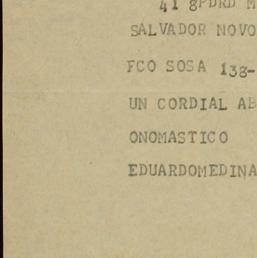 41 8PDRD M
SALVADOR NOVO
FCO SOSA 138-
UN CORDIAL AB
ONOMASTICO
EDUARDOMEDINA